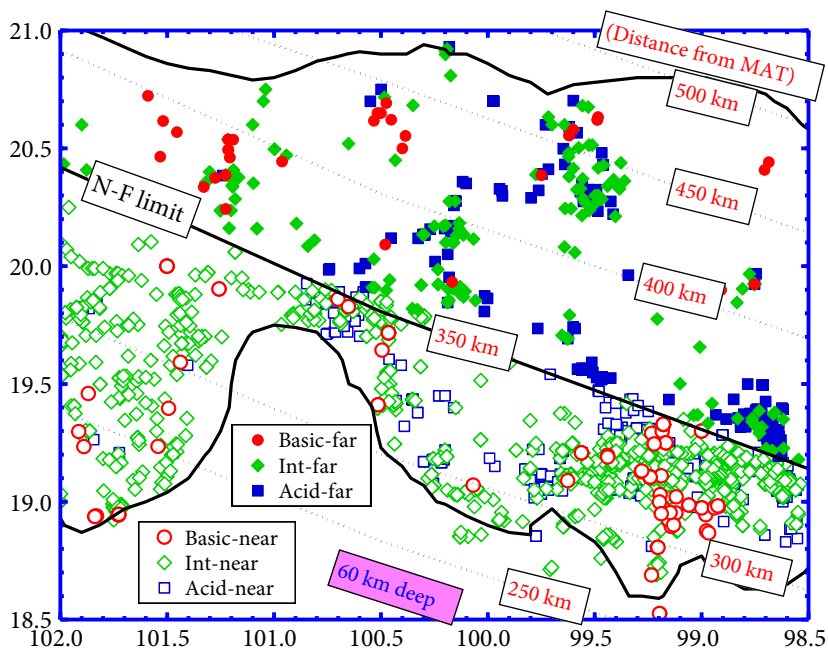 21.0
(Distance from MAT)
500 km
20.5
450 km
N-F limit
20.0
400 km
350 km
19.5
Basic-far
Int-far
Acid-far
19.0
Basic-near
Int-near
Acid-near
60 km deep
300 km
250 km
18.5
102.0 101.5 101.0 100.5 100.0 99.5 99.0 98.5